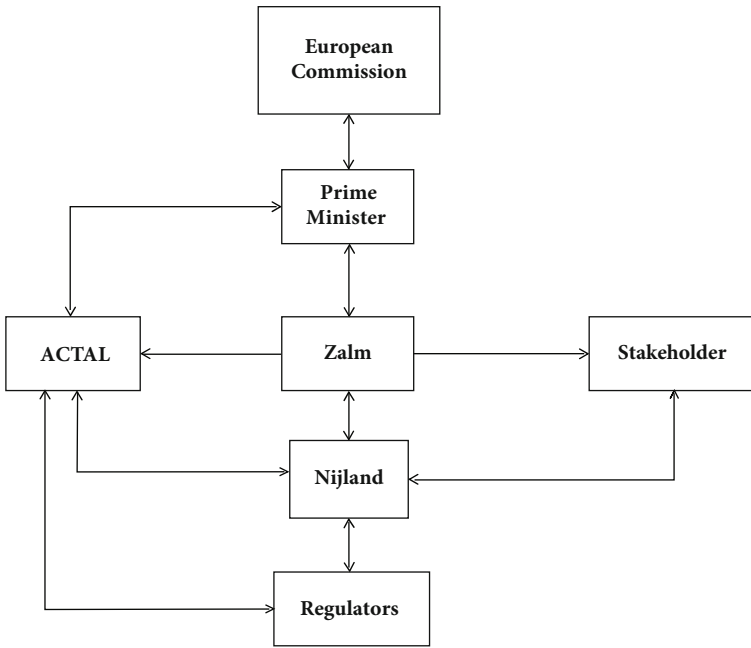 European
Commission
Prime
Minister
ACTAL
Zalm
Stakeholder
Nijland
Regulators